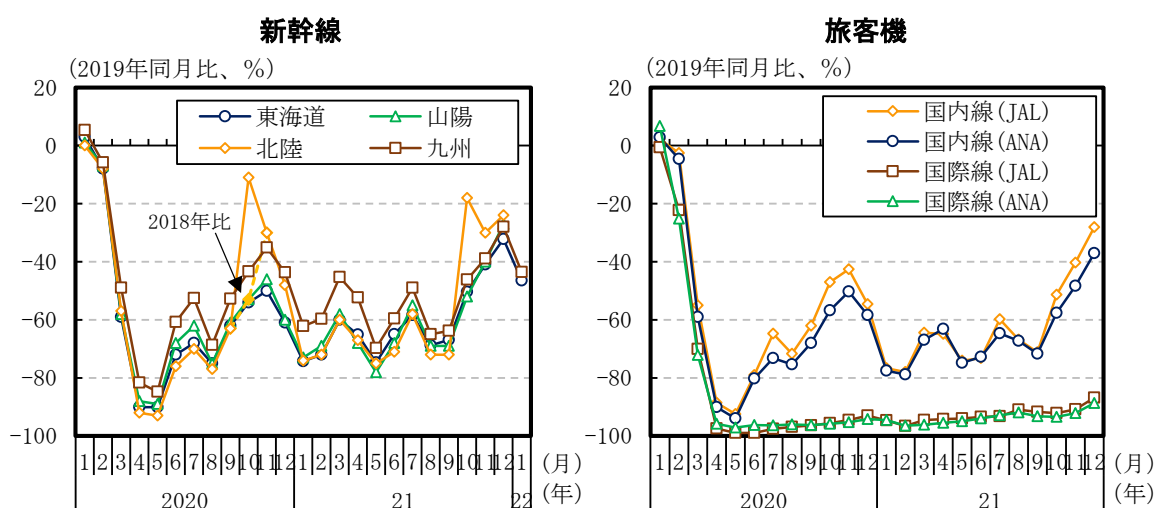 新幹線
(2019年同月比、%)
20
0
-20
-40
-60
-80
-100
東海道
山陽
北陸
九州
2018年比
1 2 3 4 5 6 7 8 9 10 11 12 1 2 3 4 5 6 7 8 9 10 11 12 1 (月)
2020 21 22 (年)
旅客機
(2019年同月比、%)
20
0
-20
-40
-60
-80
-100
国内線(JAL)
国内線(ANA)
国際線(JAL)
国際線(ANA)
1 2 3 4 5 6 7 8 9 10 11 12 1 2 3 4 5 6 7 8 9 10 11 12 (月)
2020 21 (年)